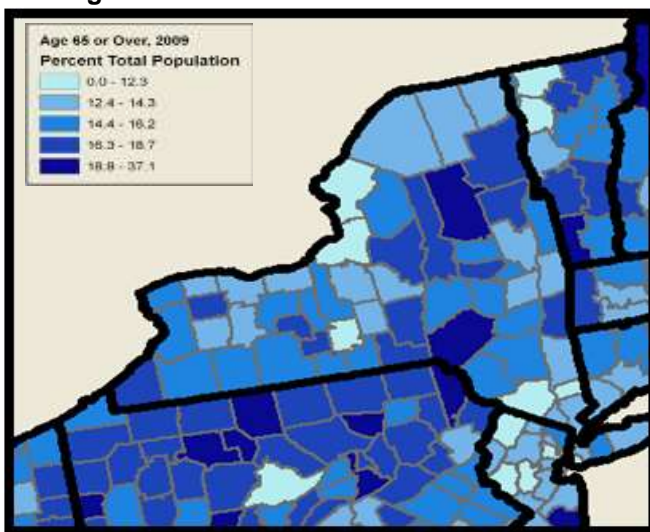 Age 65 or Over, 2009
Percent Total Population
0.0 - 12.3
12.4 - 14.3
14.4 - 16.2
16.3 - 18.7
18.8 - 37.1